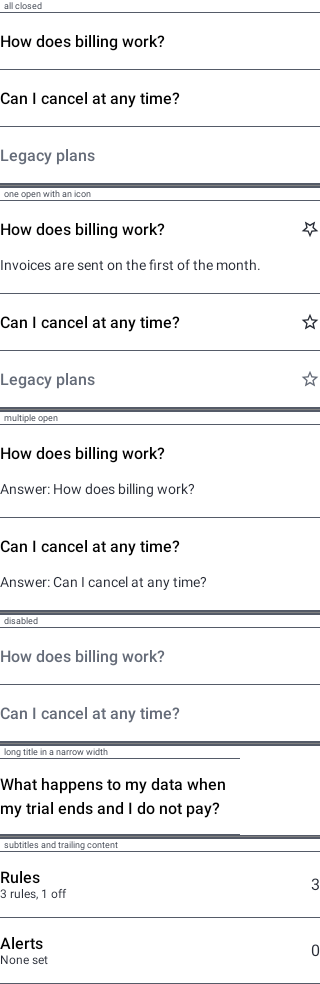 all closed
How does billing work?
Can I cancel at any time?
Legacy plans
one open with an icon
How does billing work?
Invoices are sent on the first of the month.
Can I cancel at any time?
Legacy plans
multiple open
How does billing work?
Answer: How does billing work?
Can I cancel at any time?
Answer: Can I cancel at any time?
disabled
How does billing work?
Can I cancel at any time?
long title in a narrow width
What happens to my data when
my trial ends and I do not pay?
subtitles and trailing content
Rules
3 rules, 1 off
3
Alerts
None set
0